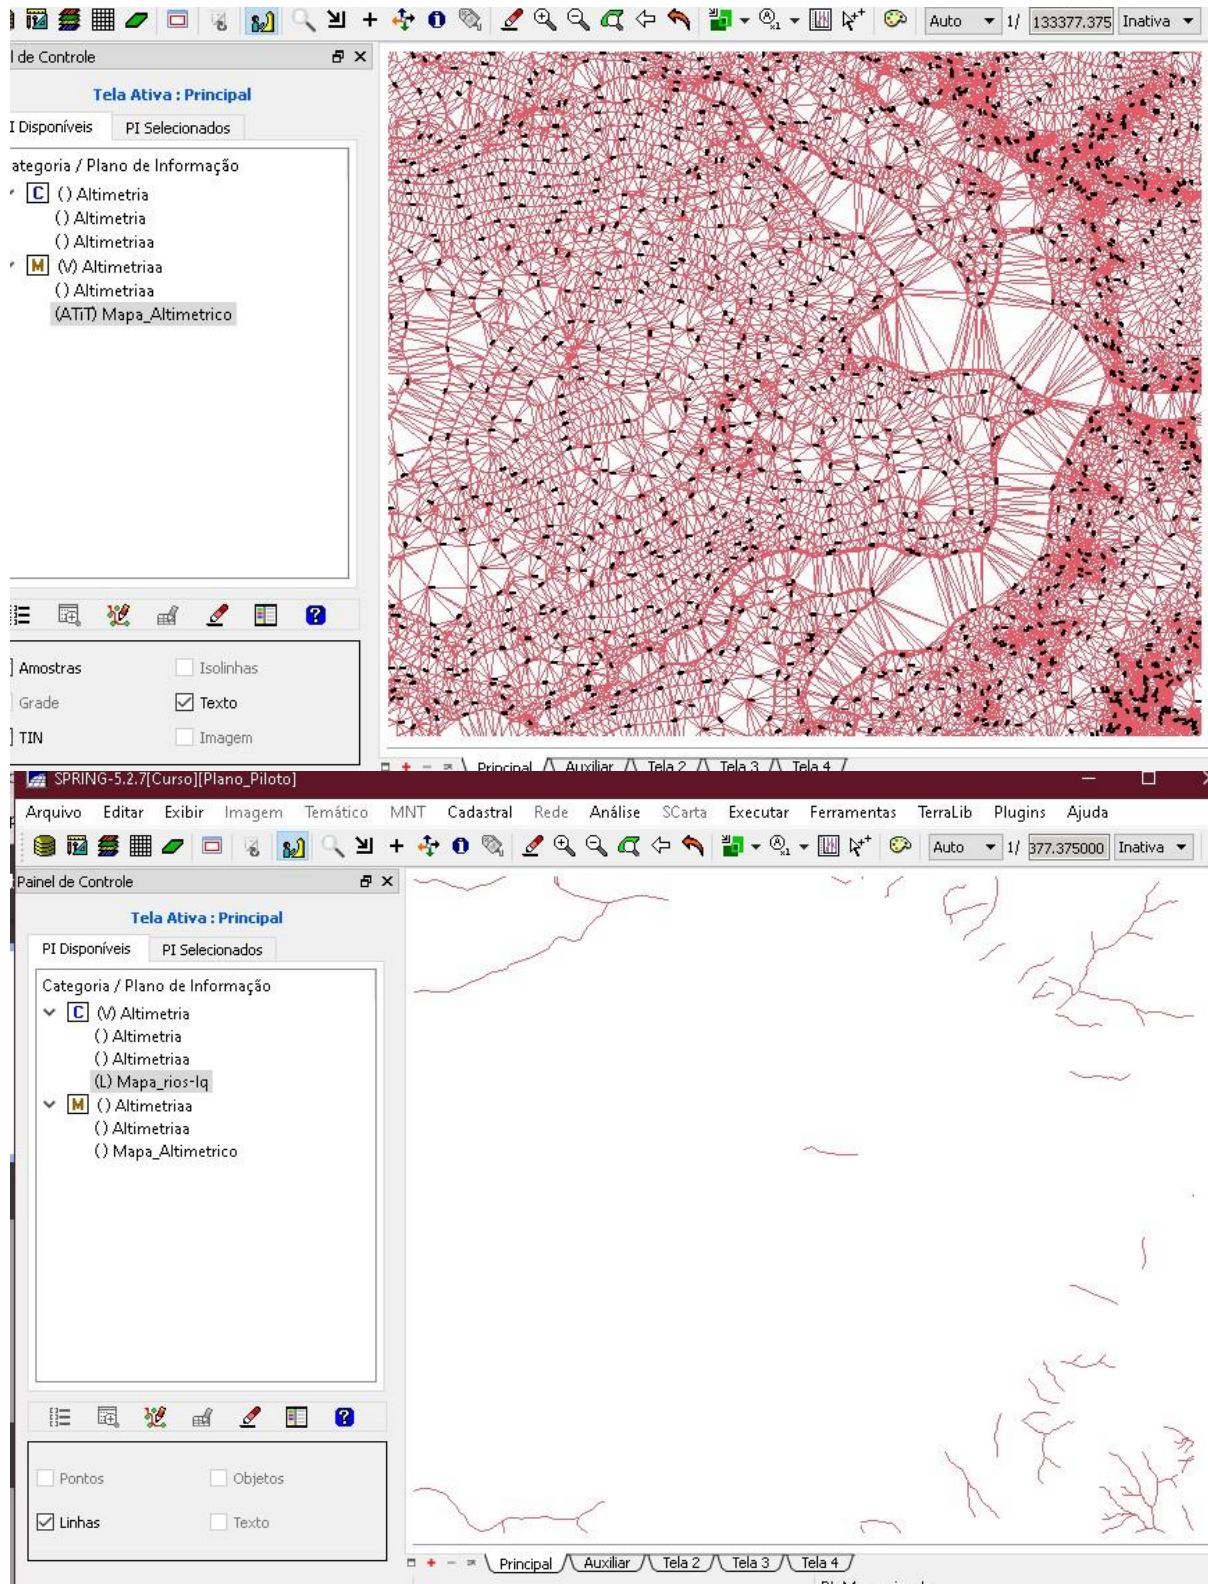 Auto 1/ 133377.375 Inativa
l de Controle
Tela Ativa : Principal
I Disponíveis PI Selecionados
ategoria / Plano de Informação
C () Altimetria
() Altimetria
() Altimetriaa
M (V) Altimetriaa
() Altimetriaa
(ATiT) Mapa_Altimetrico
Amostras Isolinhas
Grade Texto
TIN Imagem
Principal Auxiliar Tela 2 Tela 3 Tela 4
SPRING-5.2.7[Curso][Plano_Piloto]
Arquivo Editar Exibir Imagem Temático MNT Cadastral Rede Análise SCarta Executar Ferramentas TerraLib Plugins Ajuda
Auto 1/ 377.375000 Inativa
Painel de Controle
Tela Ativa : Principal
PI Disponíveis PI Selecionados
Categoria / Plano de Informação
C (V) Altimetria
() Altimetria
() Altimetriaa
(L) Mapa_rios-lq
M () Altimetriaa
() Altimetriaa
() Mapa_Altimetrico
Pontos Objetos
Linhas Texto
Principal Auxiliar Tela 2 Tela 3 Tela 4